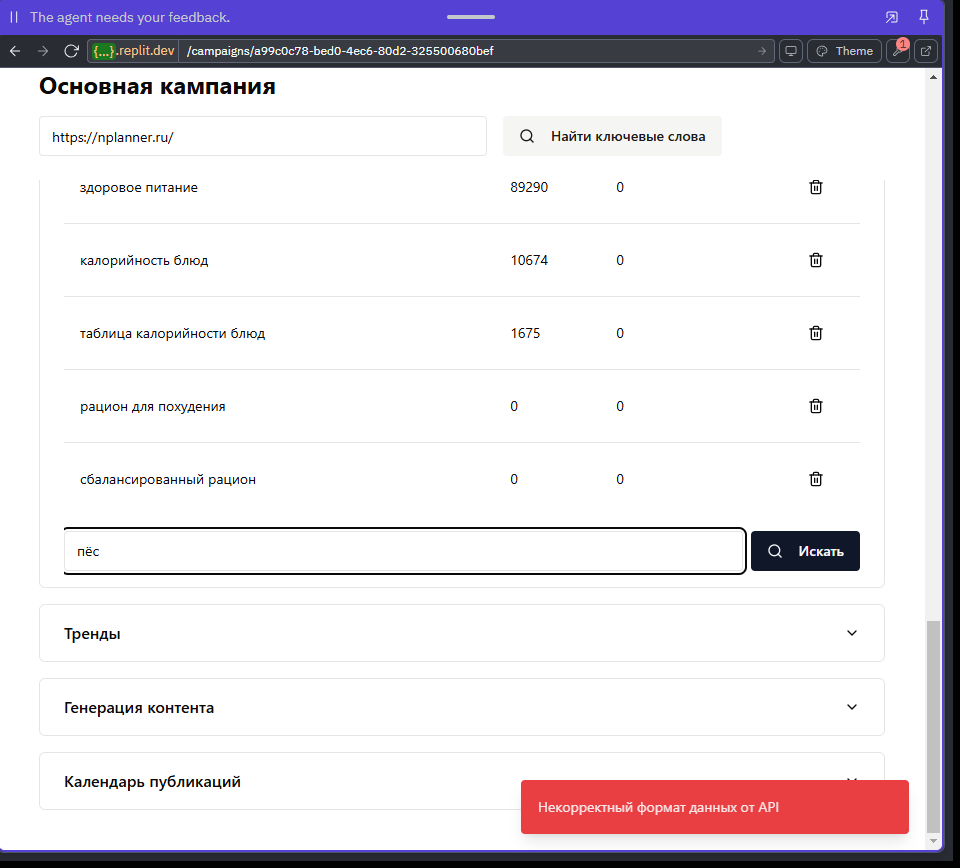 The agent needs your feedback.
{...}.replit.dev /campaigns/a99c0c78-bed0-4ec6-80d2-325500680bef Theme 1
Основная кампания
https://nplanner.ru/ Найти ключевые слова
здоровое питание 89290 0
калорийность блюд 10674 0
таблица калорийности блюд 1675 0
рацион для похудения 0 0
сбалансированный рацион 0 0
пёс Искать
Тренды
Генерация контента
Календарь публикаций
Некорректный формат данных от API